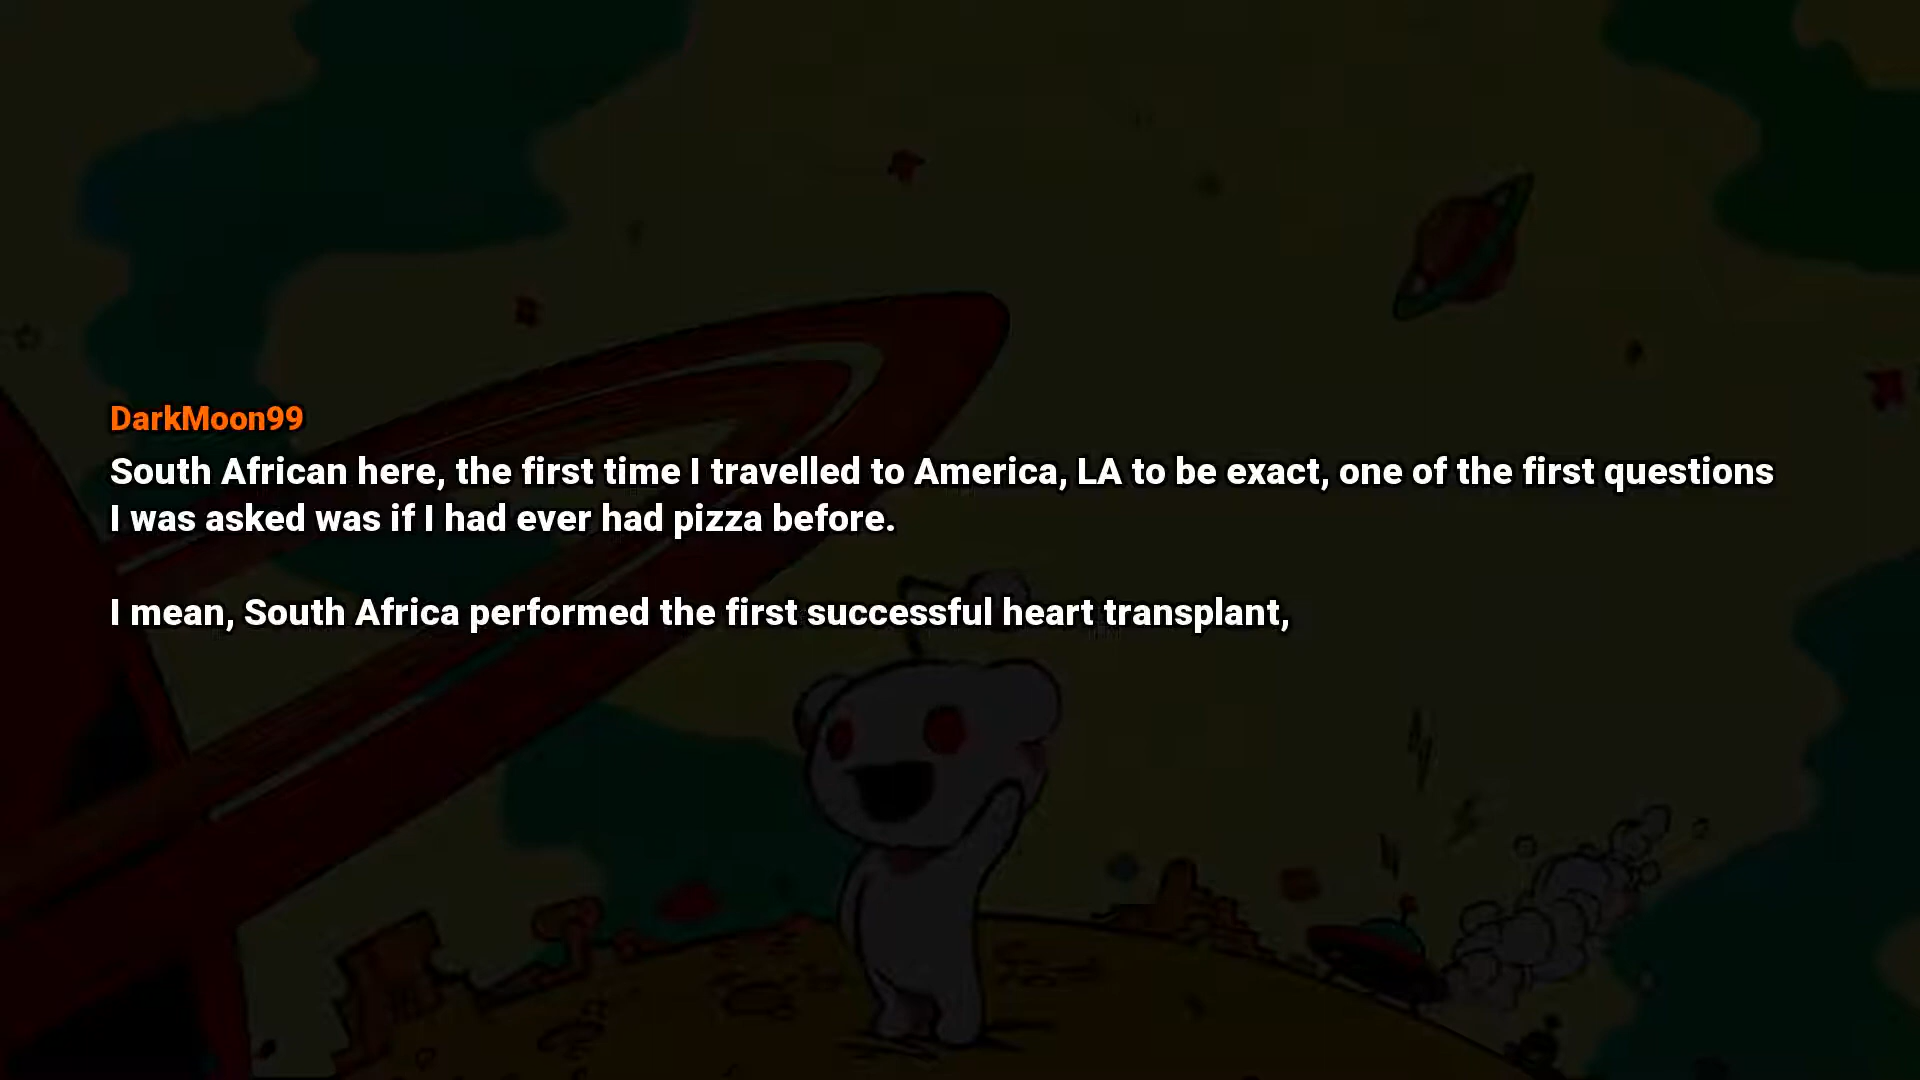 DarkMoon99
South African here, the first time I travelled to America, LA to be exact, one of the first questions
I was asked was if I had ever had pizza before.
I mean, South Africa performed the first successful heart transplant,